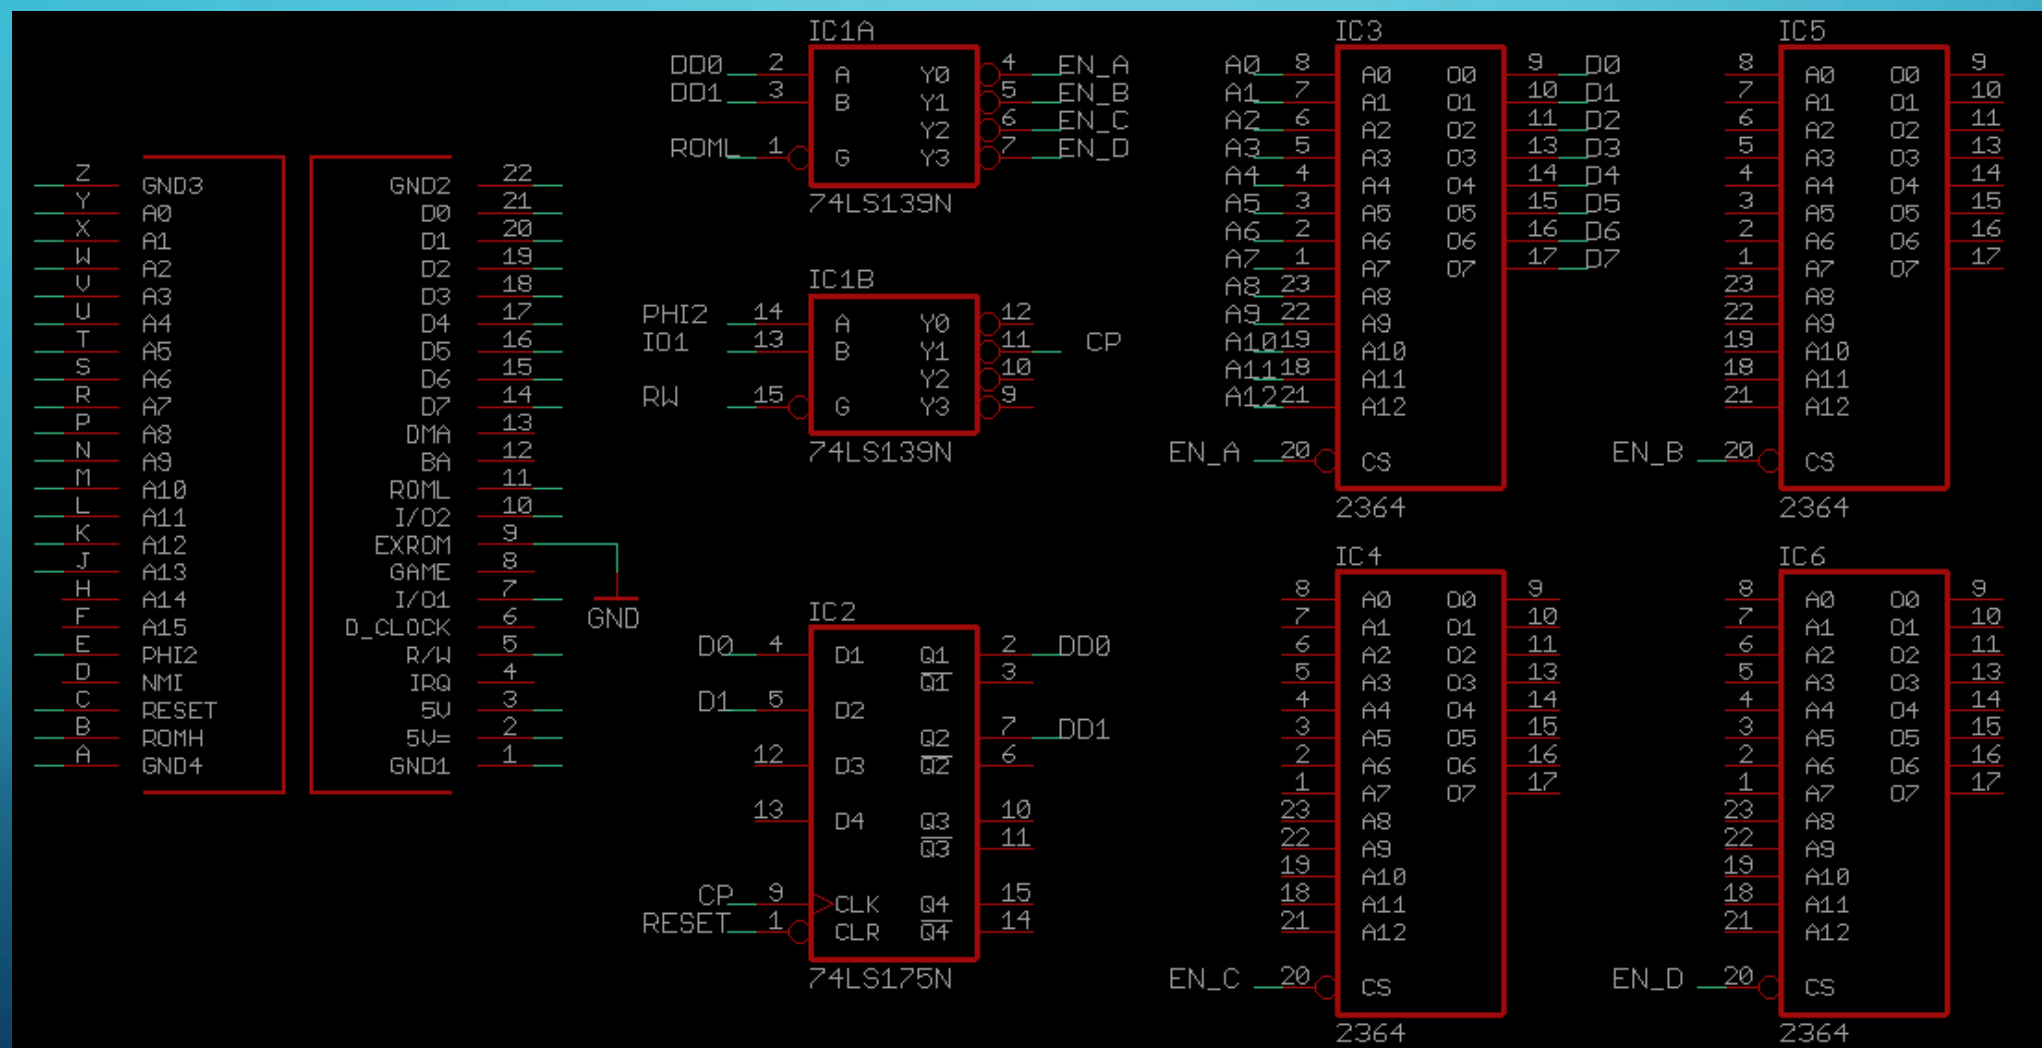 Z GND3
Y A0
X A1
W A2
V A3
U A4
T A5
S A6
R A7
P A8
N A9
M A10
L A11
K A12
J A13
H A14
F A15
E PHI2
D NMI
C RESET
B ROMH
A GND4
GND2 22
D0 21
D1 20
D2 19
D3 18
D4 17
D5 16
D6 15
D7 14
DMA 13
BA 12
ROML 11
I/O2 10
EXROM 9
GAME 8
I/O1 7
D_CLOCK 6
R/W 5
IRQ 4
5V 3
5V= 2
GND1 1
GND
IC1A
DD0 2 A Y0 4 EN_A
DD1 3 B Y1 5 EN_B
Y2 6 EN_C
ROML 1 G Y3 7 EN_D
74LS139N
IC1B
PHI2 14 A Y0 12
IO1 13 B Y1 11 CP
Y2 10
RW 15 G Y3 9
74LS139N
IC2
D0 4 D1 Q1 2 DD0
Q1 3
D1 5 D2
Q2 7 DD1
12 D3 Q2 6
13 D4 Q3 10
Q3 11
CP 9 CLK Q4 15
RESET 1 CLR Q4 14
74LS175N
IC3
A0 8 A0 O0 9 D0
A1 7 A1 O1 10 D1
A2 6 A2 O2 11 D2
A3 5 A3 O3 13 D3
A4 4 A4 O4 14 D4
A5 3 A5 O5 15 D5
A6 2 A6 O6 16 D6
A7 1 A7 O7 17 D7
A8 23 A8
A9 22 A9
A10 19 A10
A11 18 A11
A12 21 A12
EN_A 20 CS
2364
IC5
8 A0 O0 9
7 A1 O1 10
6 A2 O2 11
5 A3 O3 13
4 A4 O4 14
3 A5 O5 15
2 A6 O6 16
1 A7 O7 17
23 A8
22 A9
19 A10
18 A11
21 A12
EN_B 20 CS
2364
IC4
8 A0 O0 9
7 A1 O1 10
6 A2 O2 11
5 A3 O3 13
4 A4 O4 14
3 A5 O5 15
2 A6 O6 16
1 A7 O7 17
23 A8
22 A9
19 A10
18 A11
21 A12
EN_C 20 CS
2364
IC6
8 A0 O0 9
7 A1 O1 10
6 A2 O2 11
5 A3 O3 13
4 A4 O4 14
3 A5 O5 15
2 A6 O6 16
1 A7 O7 17
23 A8
22 A9
19 A10
18 A11
21 A12
EN_D 20 CS
2364